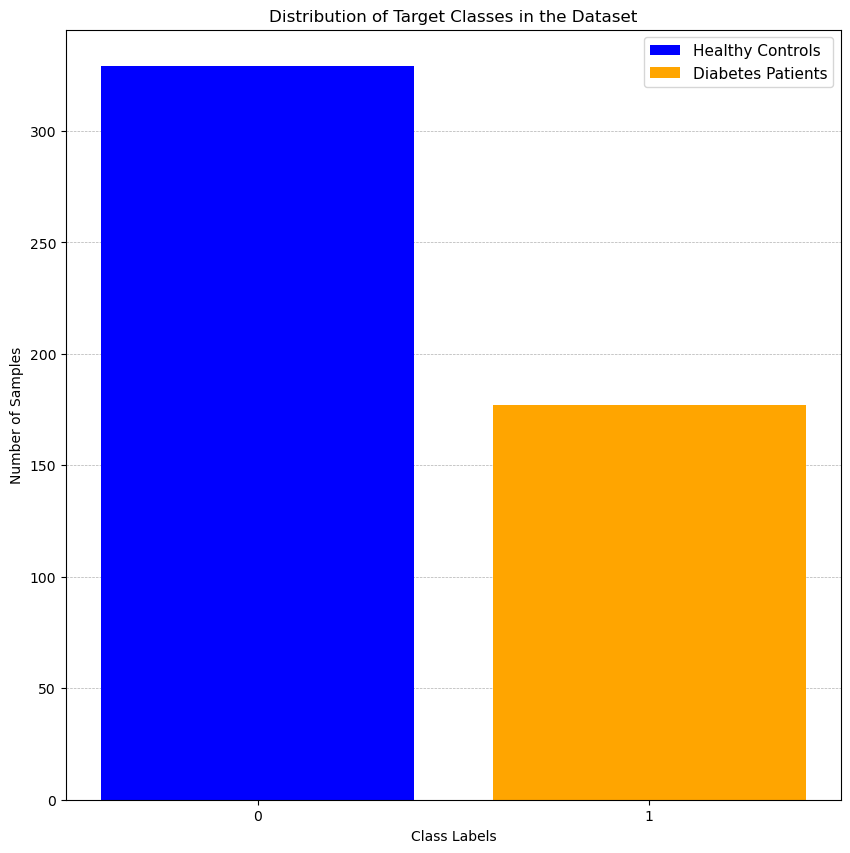 Distribution of Target Classes in the Dataset
Healthy Controls
Diabetes Patients
300
250
200
150
100
50
0
Number of Samples
0 1
Class Labels